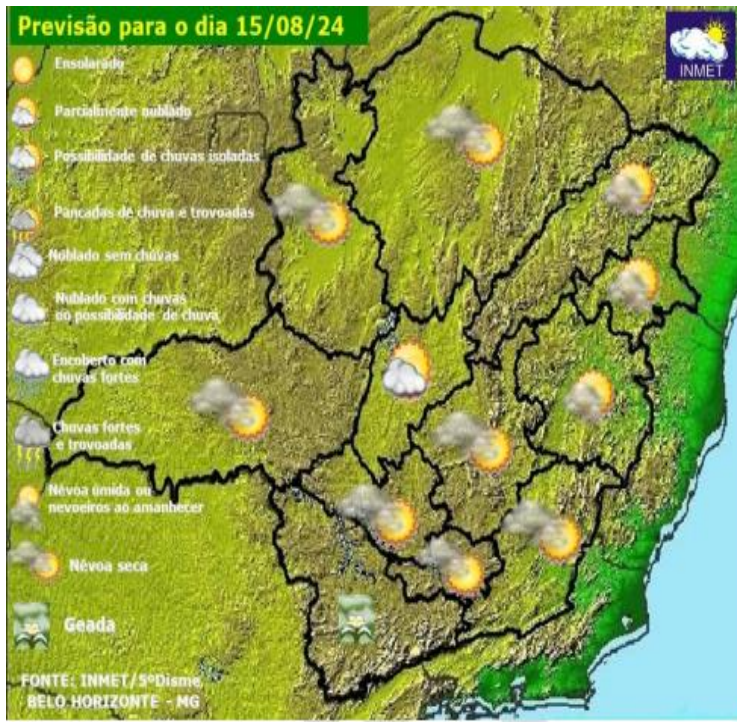 Previsão para o dia 15/08/24
INMET
Ensolarado
Parcialmente nublado
Possibilidade de chuvas isoladas
Pancadas de chuva e trovoadas
Nublado sem chuvas
Nublado com chuvas
ou possibilidade de chuva
Encoberto com
chuvas fortes
Chuvas fortes
e trovoadas
Névoa úmida ou
nevoeiros ao amanhecer
Névoa seca
Geada
FONTE: INMET/5ºDisme
BELO HORIZONTE - MG